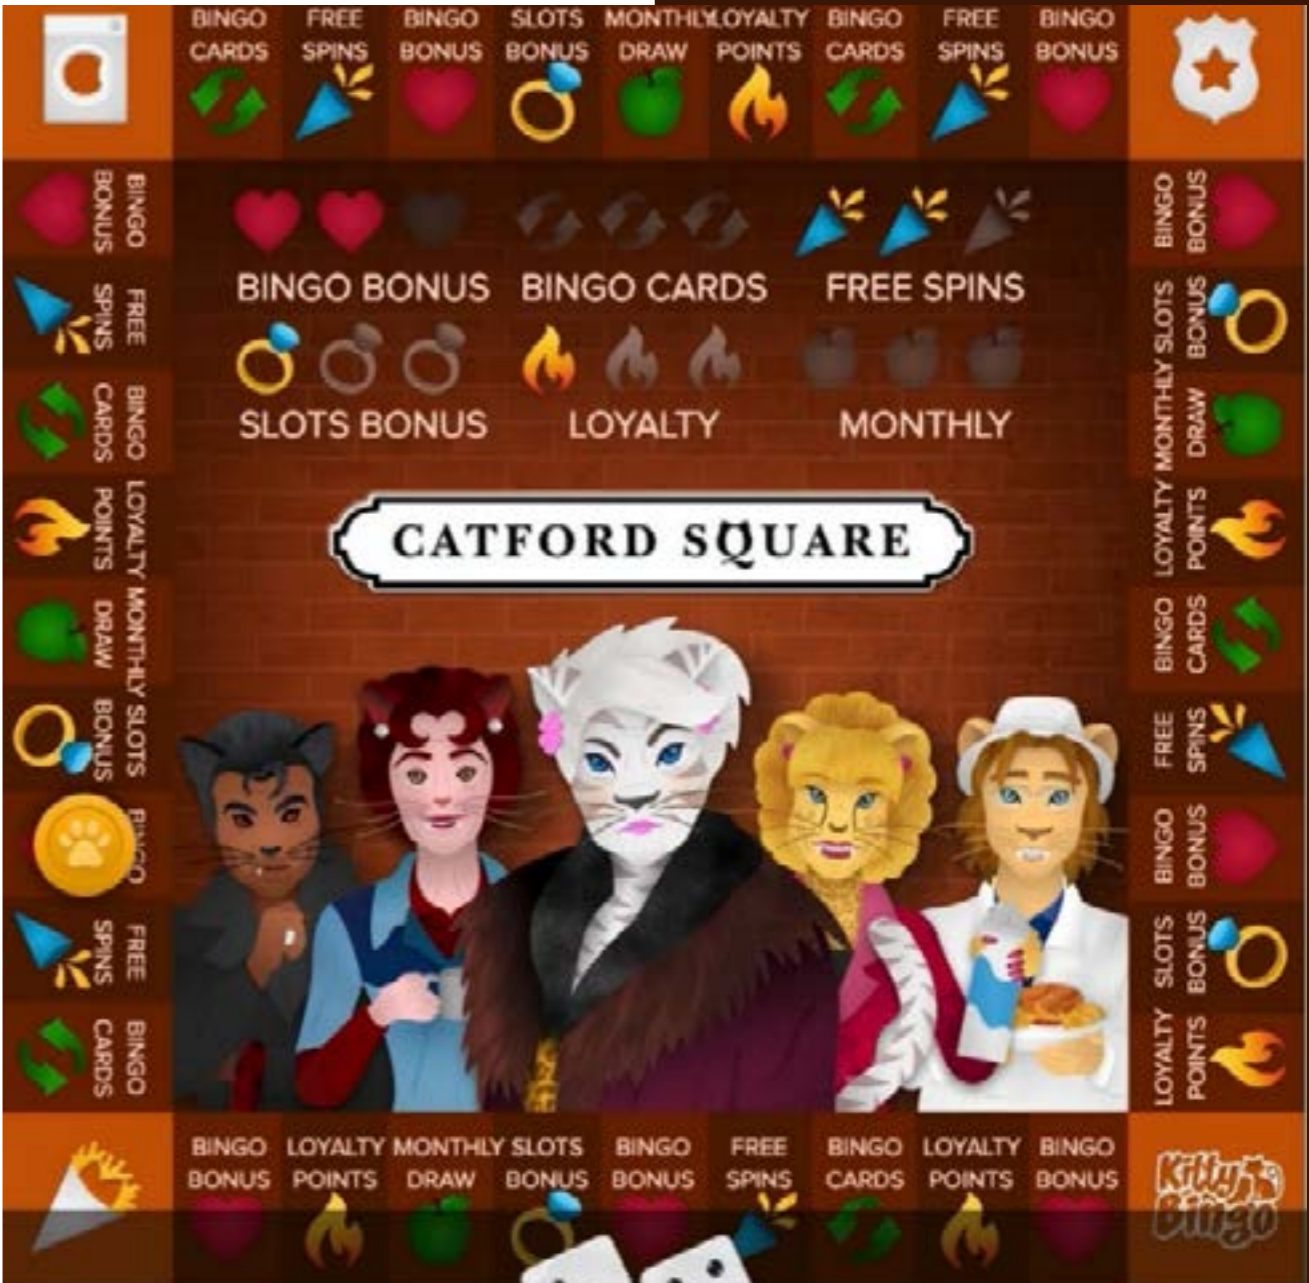 BINGO
CARDS
FREE
SPINS
BINGO
BONUS
SLOTS
BONUS
MONTHLY
DRAW
LOYALTY
POINTS
BINGO
CARDS
FREE
SPINS
BINGO
BONUS
BINGO
BONUS
FREE
SPINS
BINGO
CARDS
LOYALTY
POINTS
MONTHLY
DRAW
SLOTS
BONUS
BINGO
FREE
SPINS
BINGO
CARDS
BINGO BONUS
BINGO CARDS
FREE SPINS
SLOTS BONUS
LOYALTY
MONTHLY
CATFORD SQUARE
BINGO
BONUS
SLOTS
BONUS
MONTHLY
DRAW
LOYALTY
POINTS
BINGO
CARDS
FREE
SPINS
BINGO
BONUS
SLOTS
BONUS
LOYALTY
POINTS
BINGO
BONUS
LOYALTY
POINTS
MONTHLY
DRAW
SLOTS
BONUS
BINGO
BONUS
FREE
SPINS
BINGO
CARDS
LOYALTY
POINTS
BINGO
BONUS
Kitty
Bingo